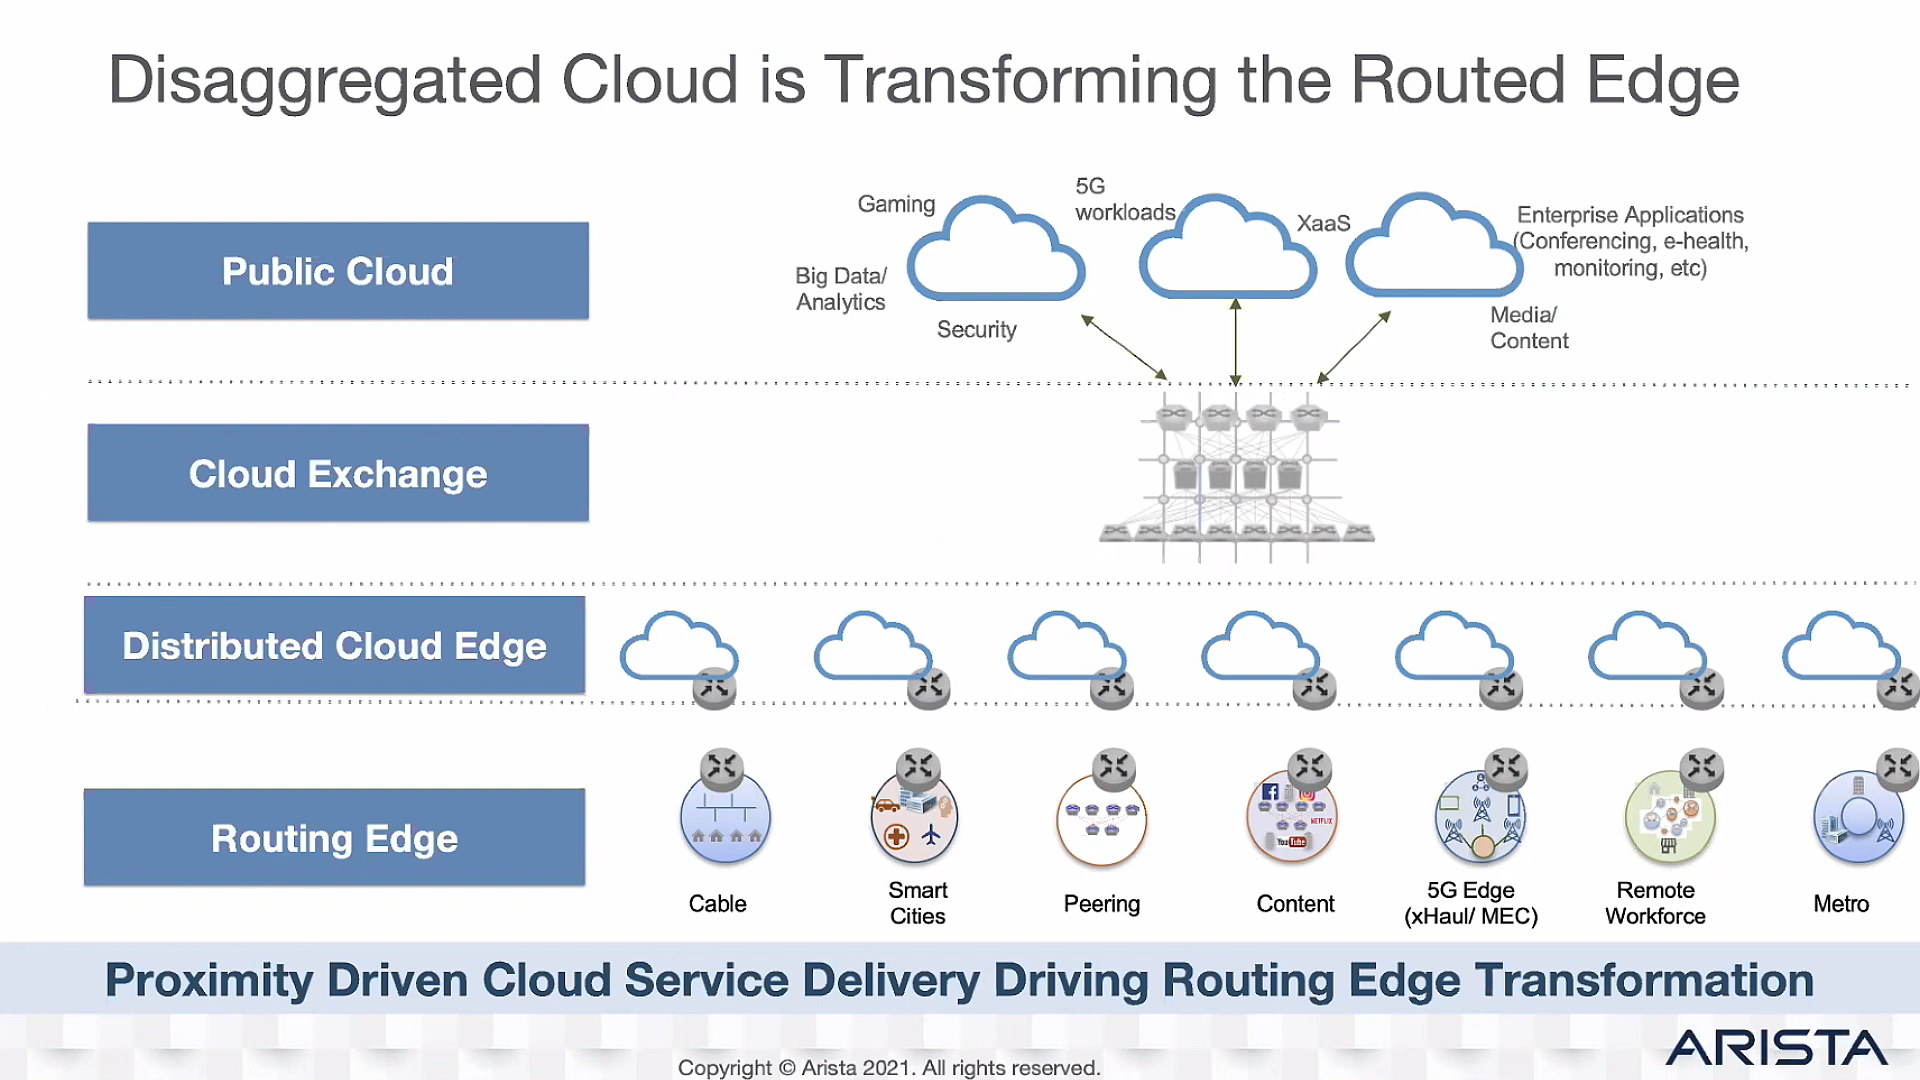 Disaggregated Cloud is Transforming the Routed Edge
Public Cloud
Gaming
5G
workloads
XaaS
Enterprise Applications
(Conferencing, e-health,
monitoring, etc)
Big Data/
Analytics
Security
Media/
Content
Cloud Exchange
Distributed Cloud Edge
Routing Edge
NETFLIX
YouTube
Cable
Smart
Cities
Peering
Content
5G Edge
(xHaul/ MEC)
Remote
Workforce
Metro
Proximity Driven Cloud Service Delivery Driving Routing Edge Transformation
Copyright © Arista 2021. All rights reserved.
ARISTA